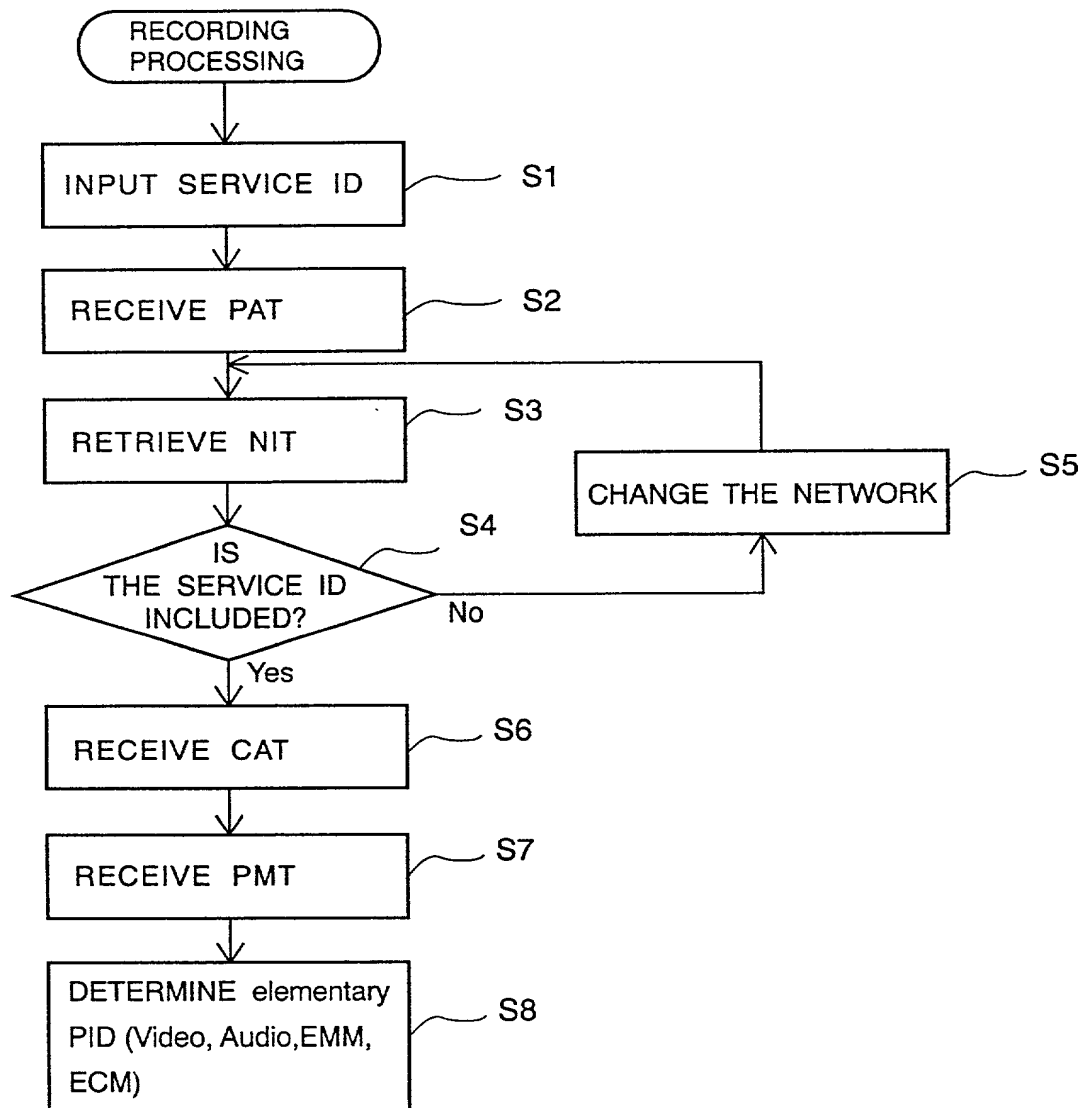 RECORDING
PROCESSING
INPUT SERVICE ID
S1
RECEIVE PAT
S2
RETRIEVE NIT
S3
CHANGE THE NETWORK
S5
IS
THE SERVICE ID
INCLUDED?
S4
No
Yes
RECEIVE CAT
S6
RECEIVE PMT
S7
DETERMINE elementary
PID (Video, Audio,EMM,
ECM)
S8